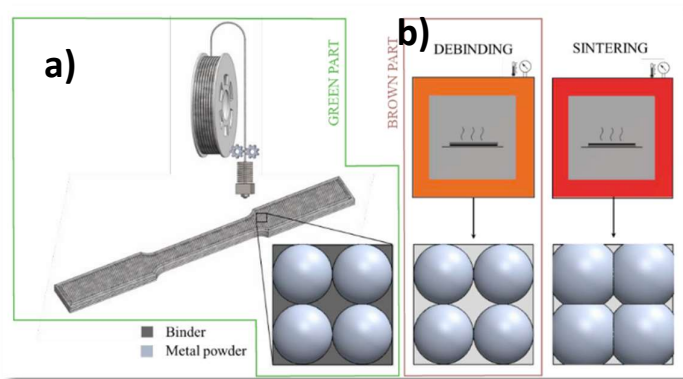 a)
GREEN PART
Binder
Metal powder
b)
BROWN PART
DEBINDING
SINTERING